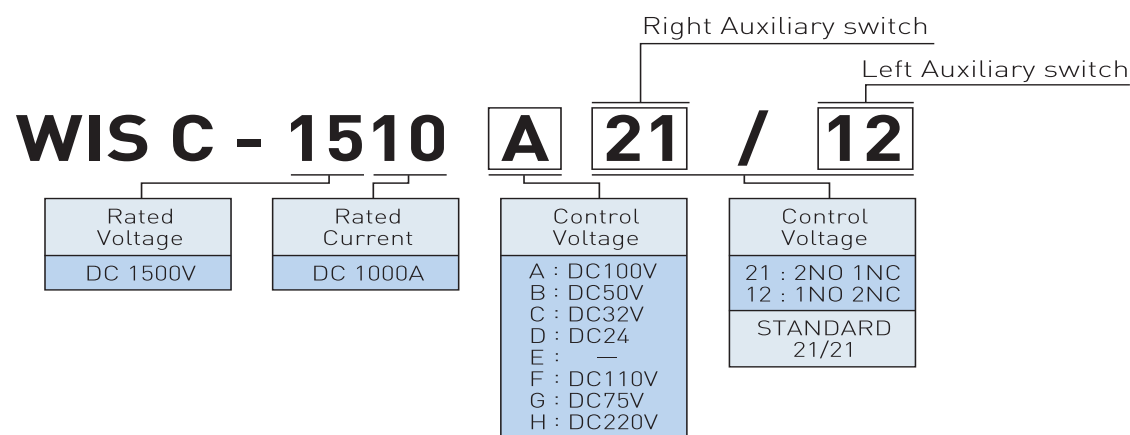 Right Auxiliary switch
Left Auxiliary switch
WIS C - 1510 A 21 / 12
Rated
Voltage
DC 1500V
Rated
Current
DC 1000A
Control
Voltage
A : DC100V
B : DC50V
C : DC32V
D : DC24
E : —
F : DC110V
G : DC75V
H : DC220V
Control
Voltage
21 : 2NO 1NC
12 : 1NO 2NC
STANDARD
21/21